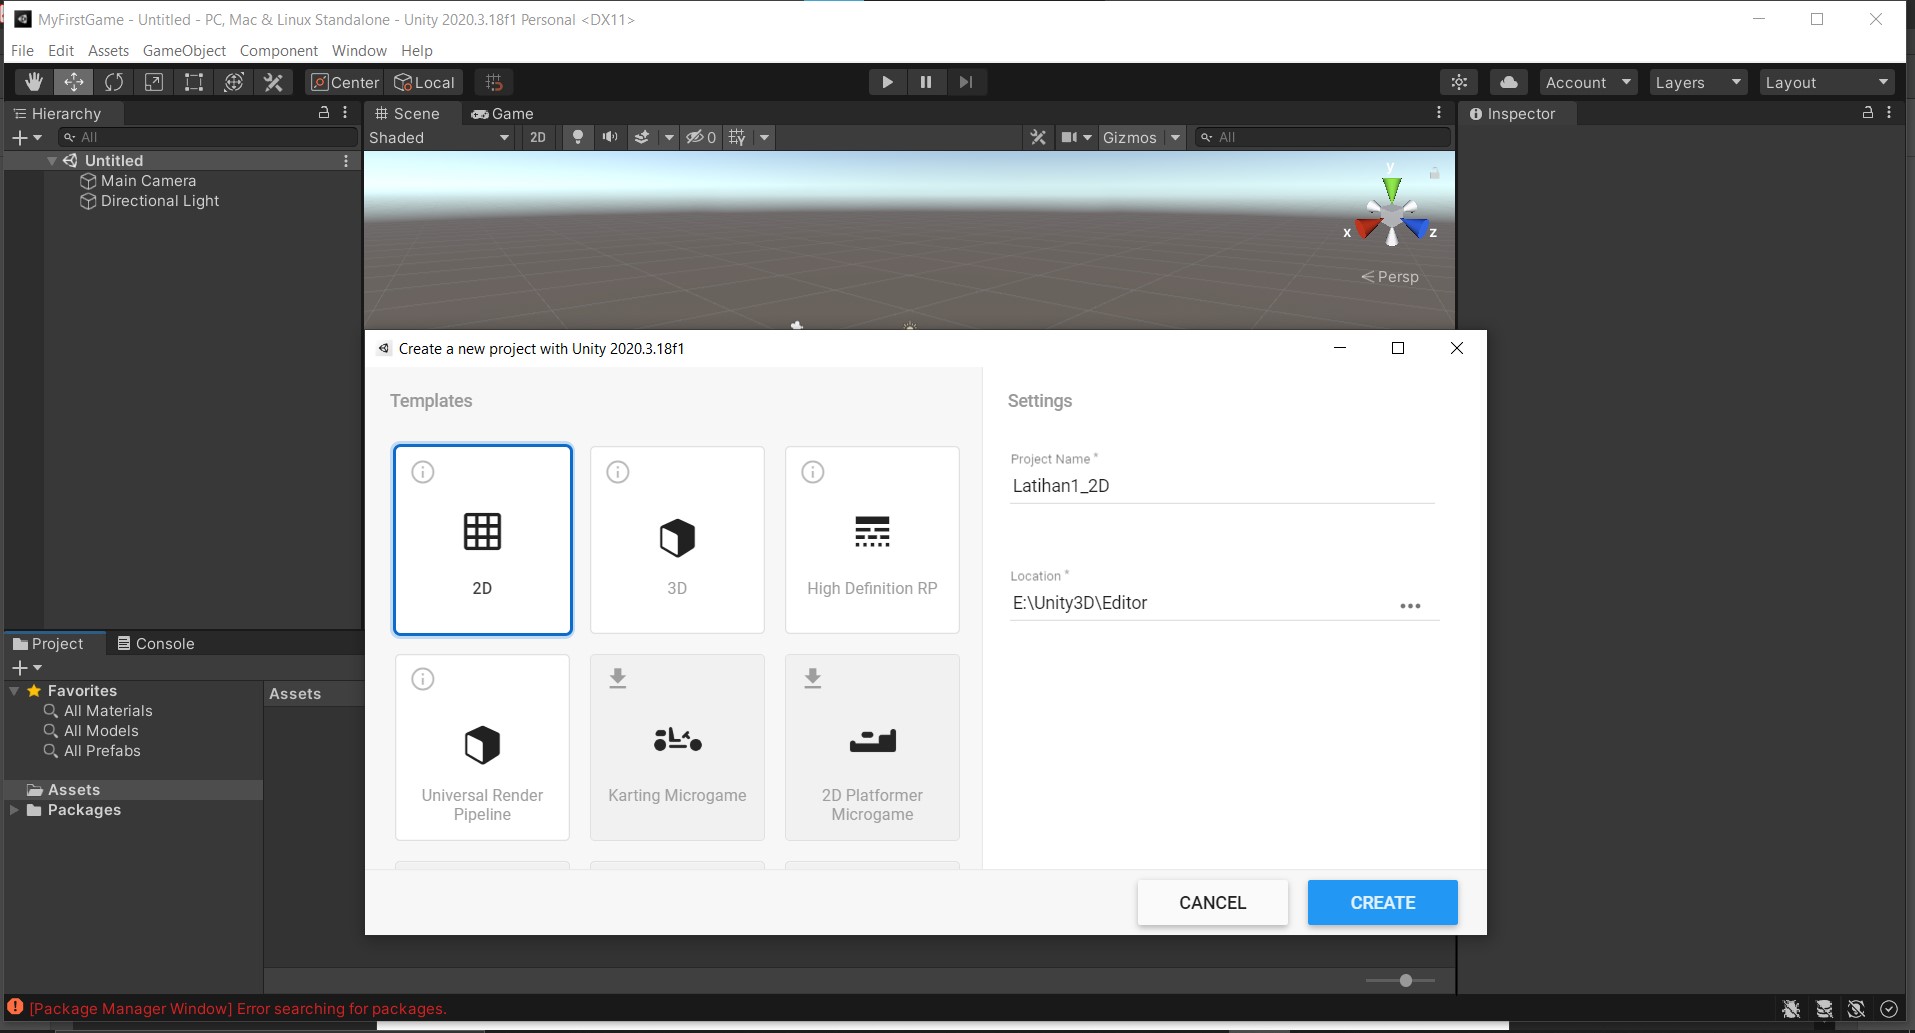 MyFirstGame - Untitled - PC, Mac & Linux Standalone - Unity 2020.3.18f1 Personal <DX11>
File Edit Assets GameObject Component Window Help
Center Local Account Layers Layout
Hierarchy
All
Untitled
Main Camera
Directional Light
Scene Game
Shaded 2D 0 Gizmos All
y
x z
Persp
Inspector
Project Console
Favorites
All Materials
All Models
All Prefabs
Assets
Packages
Assets
Create a new project with Unity 2020.3.18f1
Templates
2D
3D
High Definition RP
Universal Render
Pipeline
Karting Microgame
2D Platformer
Microgame
Settings
Project Name *
Latihan1_2D
Location *
E:\Unity3D\Editor
CANCEL CREATE
[Package Manager Window] Error searching for packages.